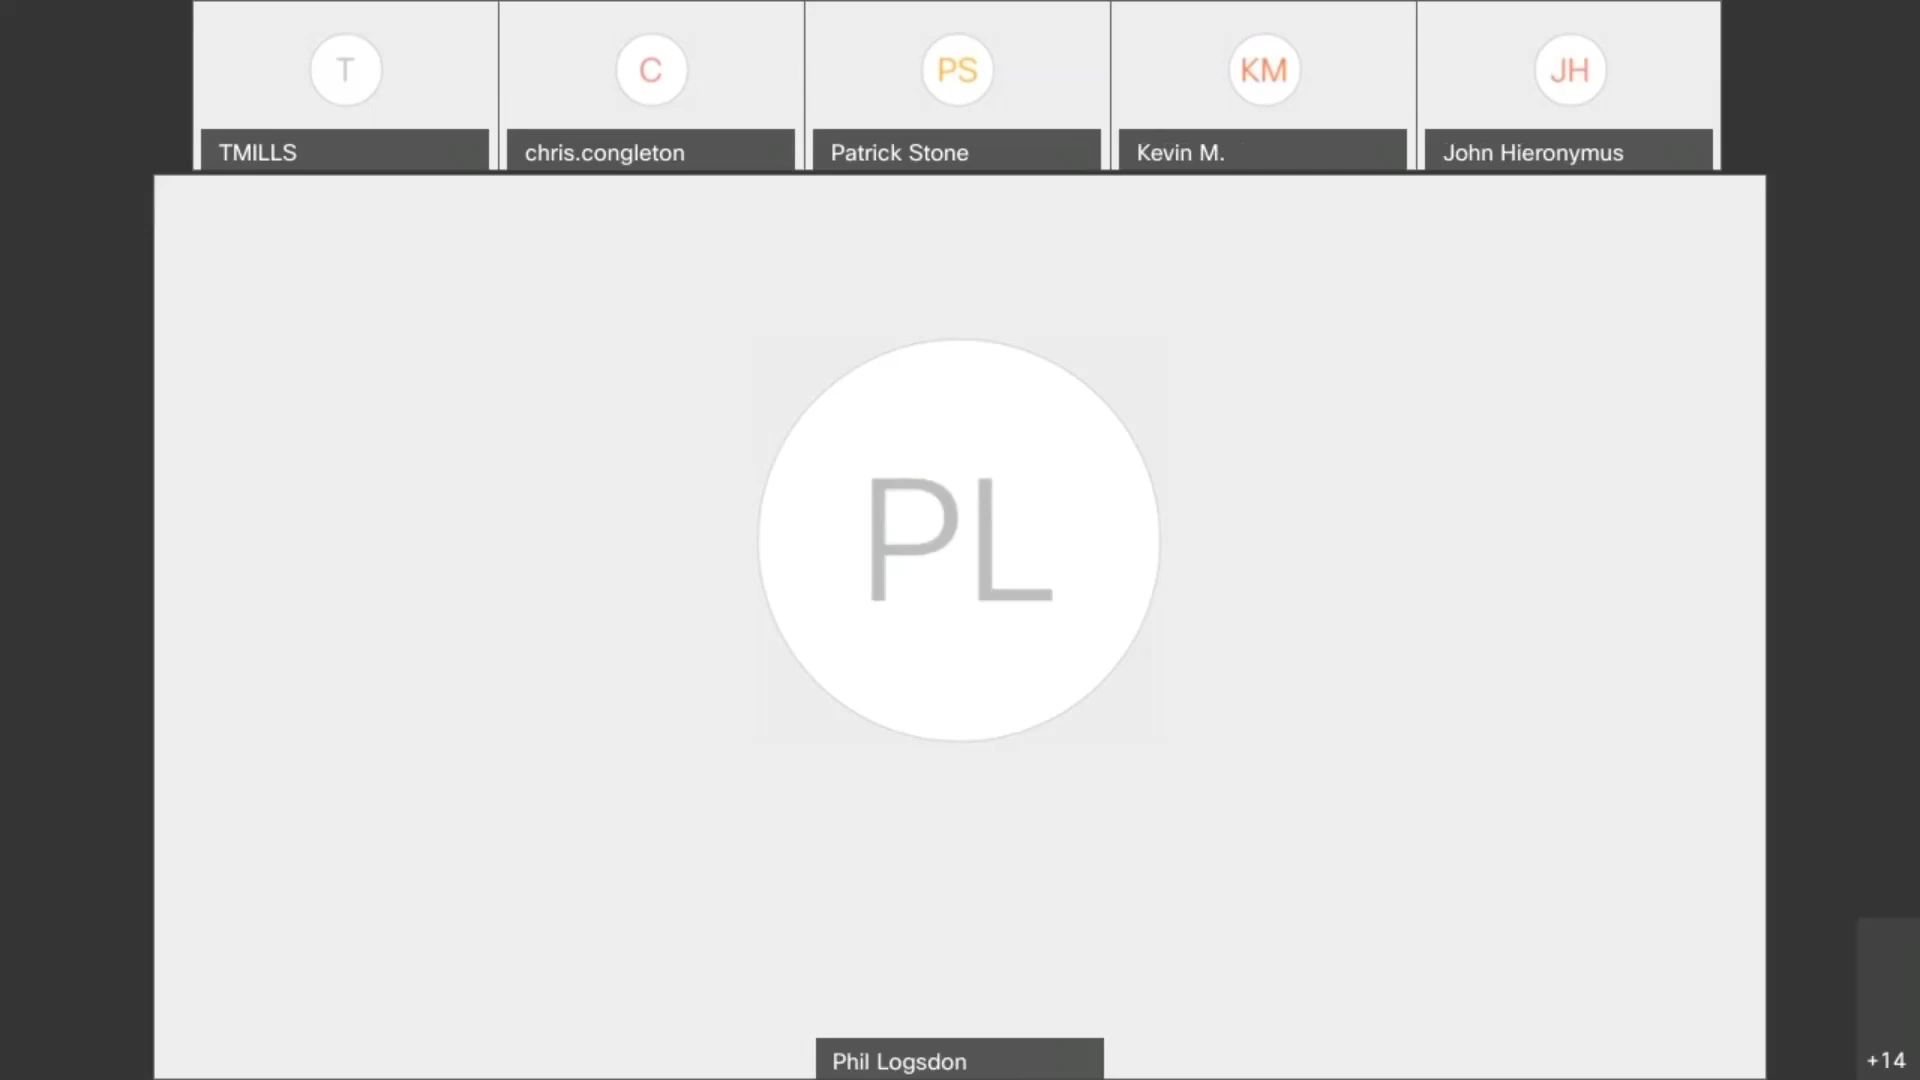 T
C
PS
KM
JH
TMILLS
chris.congleton
Patrick Stone
Kevin M.
John Hieronymus
PL
Phil Logsdon
+14